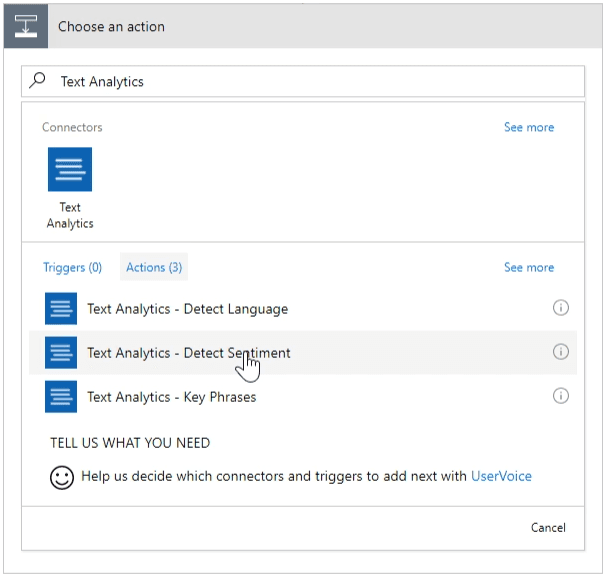 Choose an action
Text Analytics
Connectors
See more
Text
Analytics
Triggers (0) Actions (3) See more
Text Analytics - Detect Language
Text Analytics - Detect Sentiment
Text Analytics - Key Phrases
TELL US WHAT YOU NEED
Help us decide which connectors and triggers to add next with UserVoice
Cancel